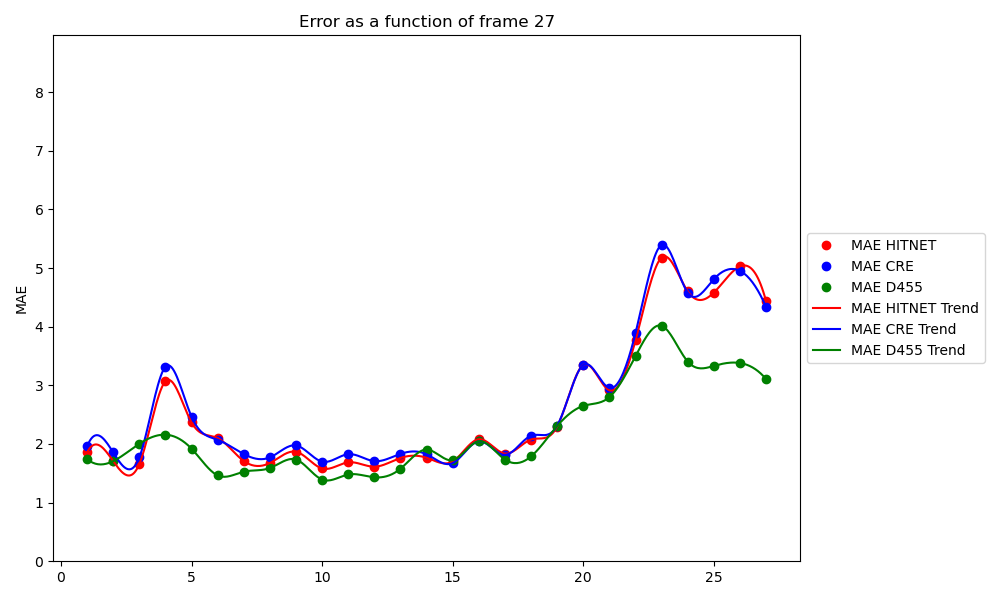 Error as a function of frame 27
MAE
8
7
6
5
4
3
2
1
0
0 5 10 15 20 25
MAE HITNET
MAE CRE
MAE D455
MAE HITNET Trend
MAE CRE Trend
MAE D455 Trend